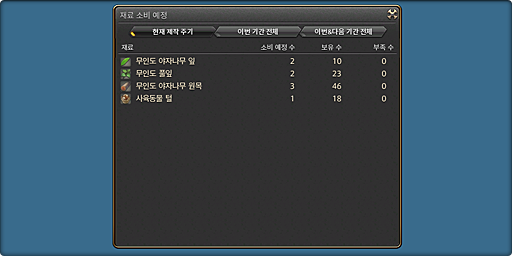 재료 소비 예정
현재 제작 주기 이번 기간 전체 이번&다음 기간 전체
재료 소비 예정 수 보유 수 부족 수
무인도 야자나무 잎 2 10 0
무인도 풀잎 2 23 0
무인도 야자나무 원목 3 46 0
사육동물 털 1 18 0